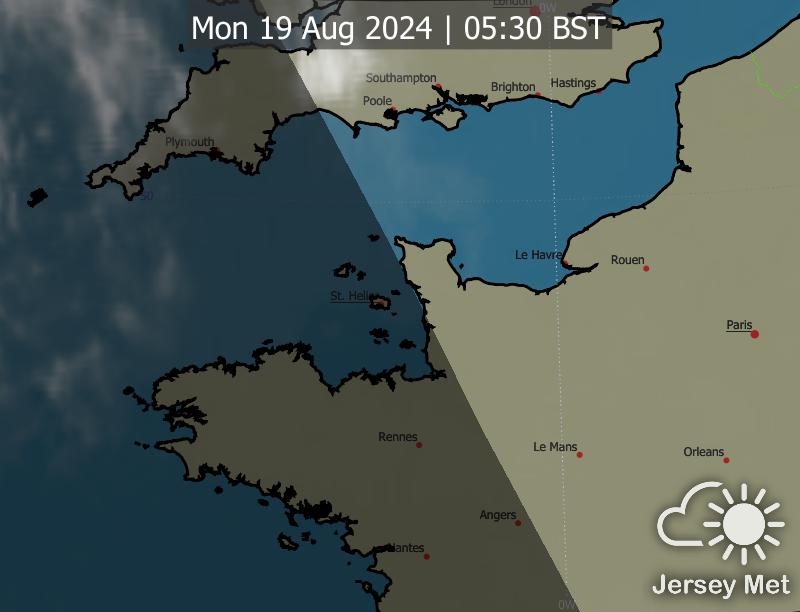 London
0W
Mon 19 Aug 2024 | 05:30 BST
Southampton
Brighton
Hastings
Poole
Plymouth
50
Le Havre
Rouen
St. Helier
Paris
Rennes
Le Mans
Orleans
Angers
Nantes
Jersey Met
0W